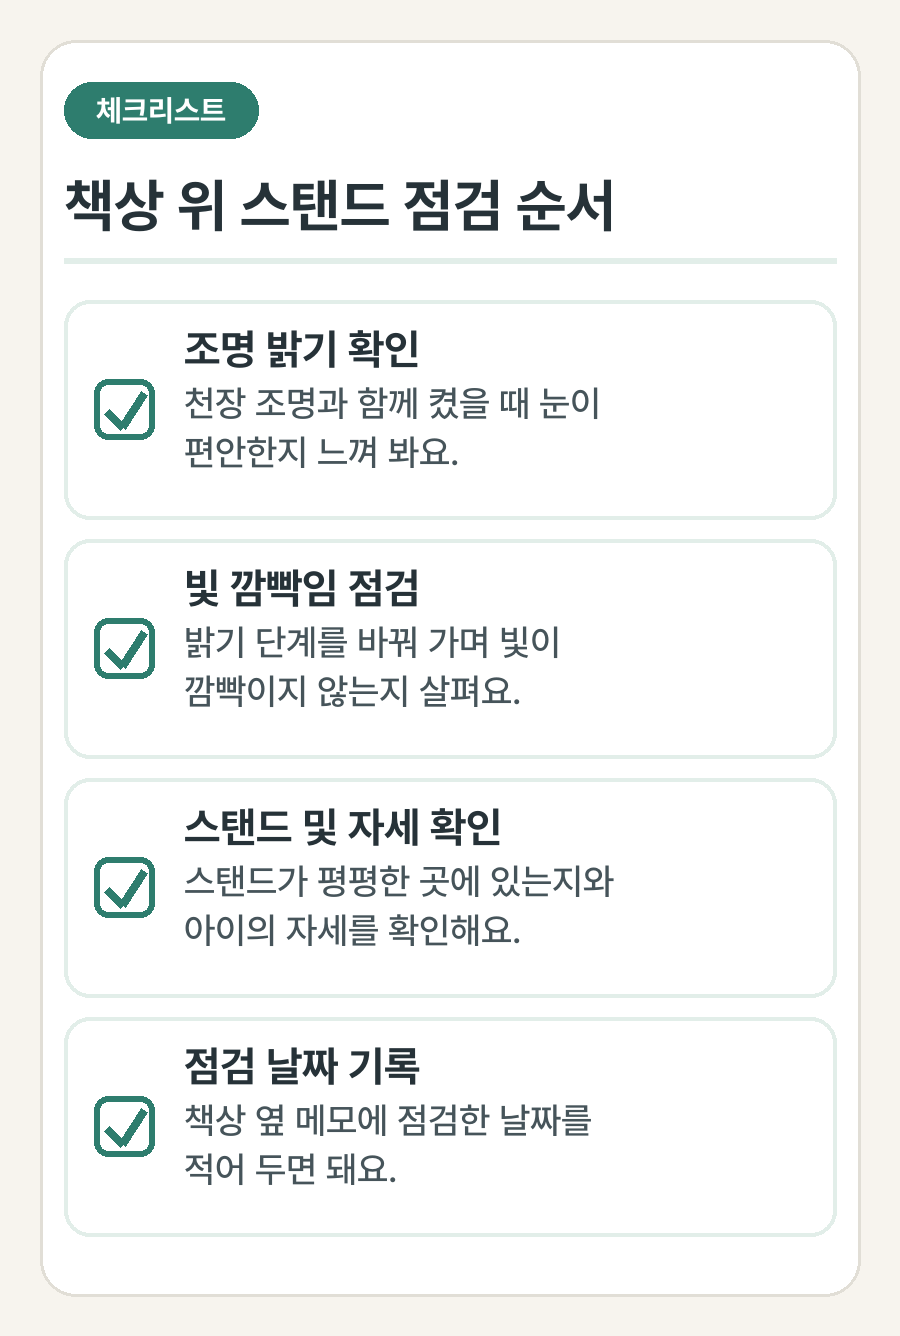 체크리스트
책상 위 스탠드 점검 순서
조명 밝기 확인
천장 조명과 함께 켰을 때 눈이
편안한지 느껴 봐요.
빛 깜빡임 점검
밝기 단계를 바꿔 가며 빛이
깜빡이지 않는지 살펴요.
스탠드 및 자세 확인
스탠드가 평평한 곳에 있는지와
아이의 자세를 확인해요.
점검 날짜 기록
책상 옆 메모에 점검한 날짜를
적어 두면 돼요.